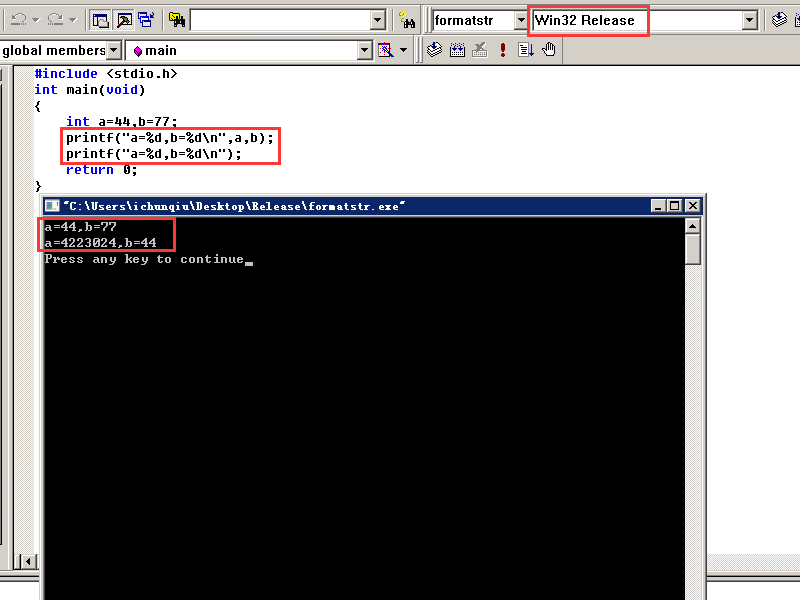 formatstr
Win32 Release
global members
main
#include <stdio.h>
int main(void)
{
int a=44,b=77;
printf("a=%d,b=%d\n",a,b);
printf("a=%d,b=%d\n");
return 0;
}
"C:\Users\ichunqiu\Desktop\Release\formatstr.exe"
a=44,b=77
a=4223024,b=44
Press any key to continue